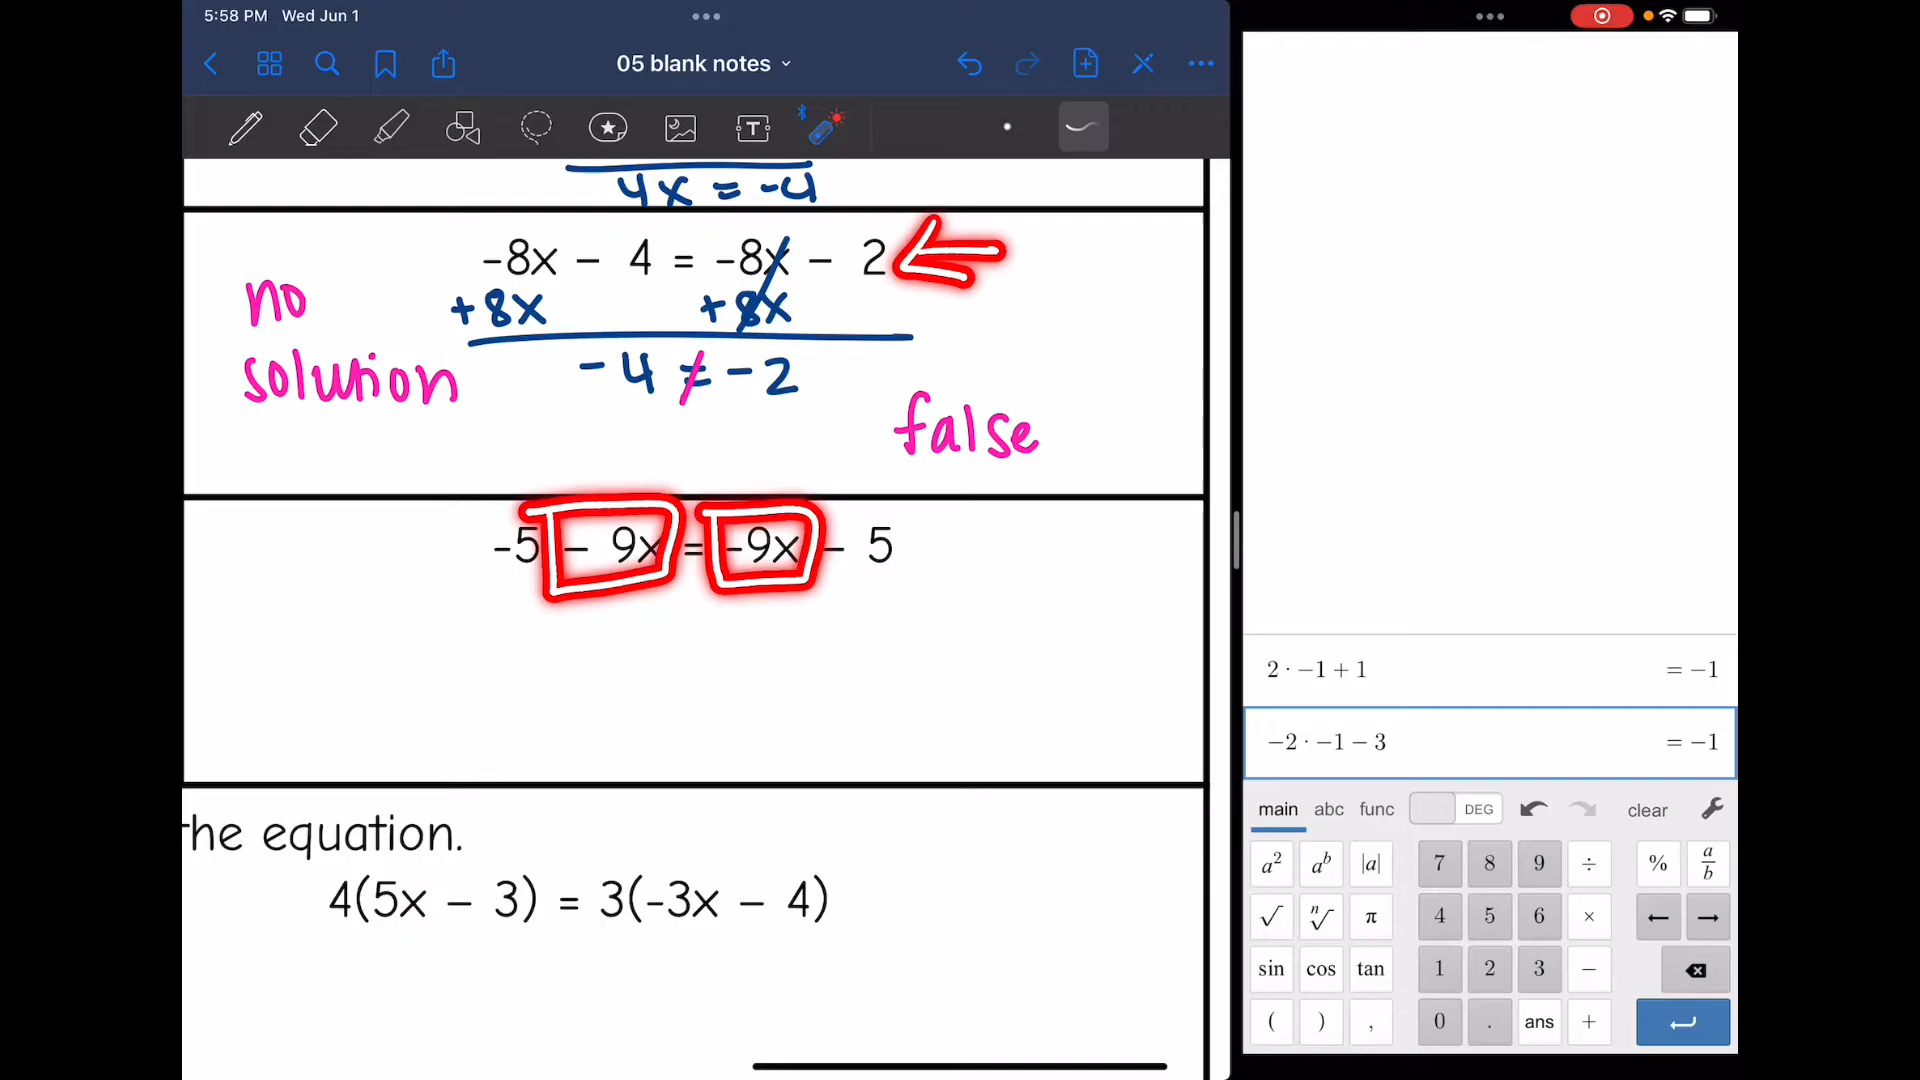 5:58 PM Wed Jun 1
05 blank notes
4x = -4
-8x - 4 = -8x - 2
+8x +8x
-4 ≠ -2
no
solution
false
-5 - 9x = -9x - 5
the equation.
4(5x - 3) = 3(-3x - 4)
2 · −1 + 1 = −1
−2 · −1 − 3 = −1
main abc func DEG clear
a² aᵇ |a| 7 8 9 ÷ % a/b
√ ⁿ√ π 4 5 6 × ← →
sin cos tan 1 2 3 −
( ) , 0 . ans +